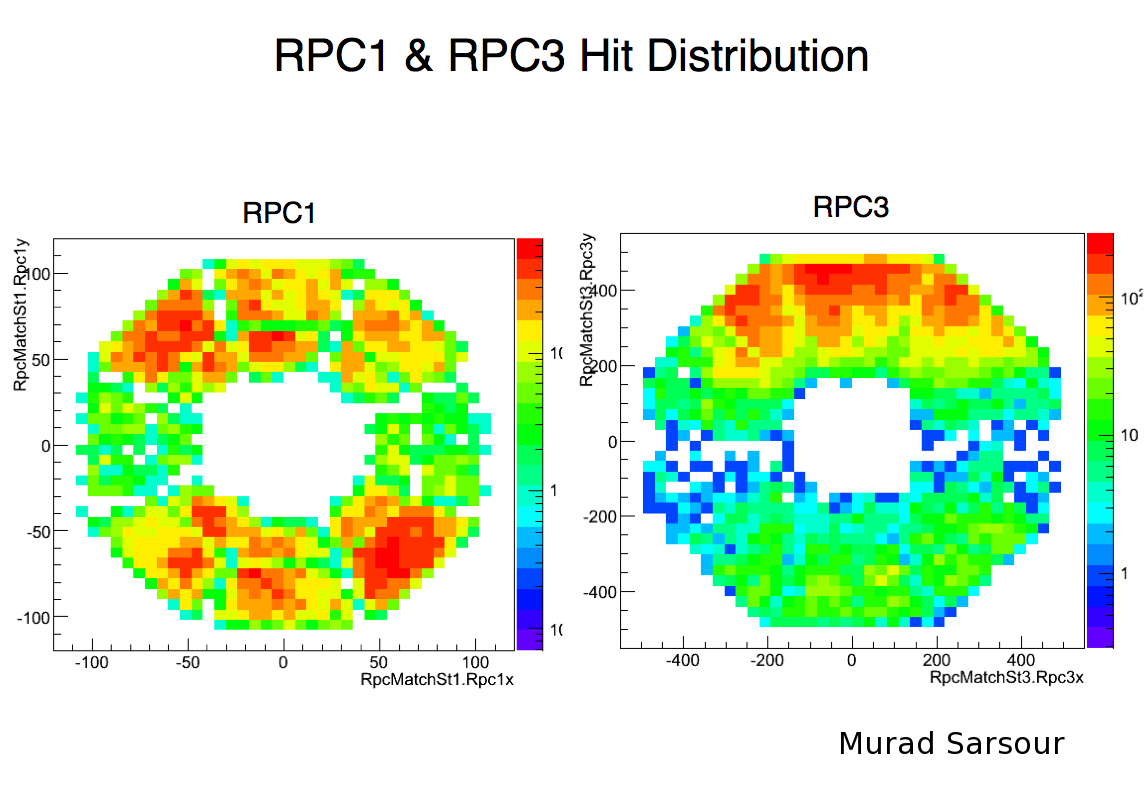 RPC1 & RPC3 Hit Distribution
RPC1
RPC3
RpcMatchSt1.Rpc1y
100
50
0
-50
-100
-100 -50 0 50 100
RpcMatchSt1.Rpc1x
10
1
RpcMatchSt3.Rpc3y
400
200
0
-200
-400
-400 -200 0 200 400
RpcMatchSt3.Rpc3x
10²
10
1
Murad Sarsour